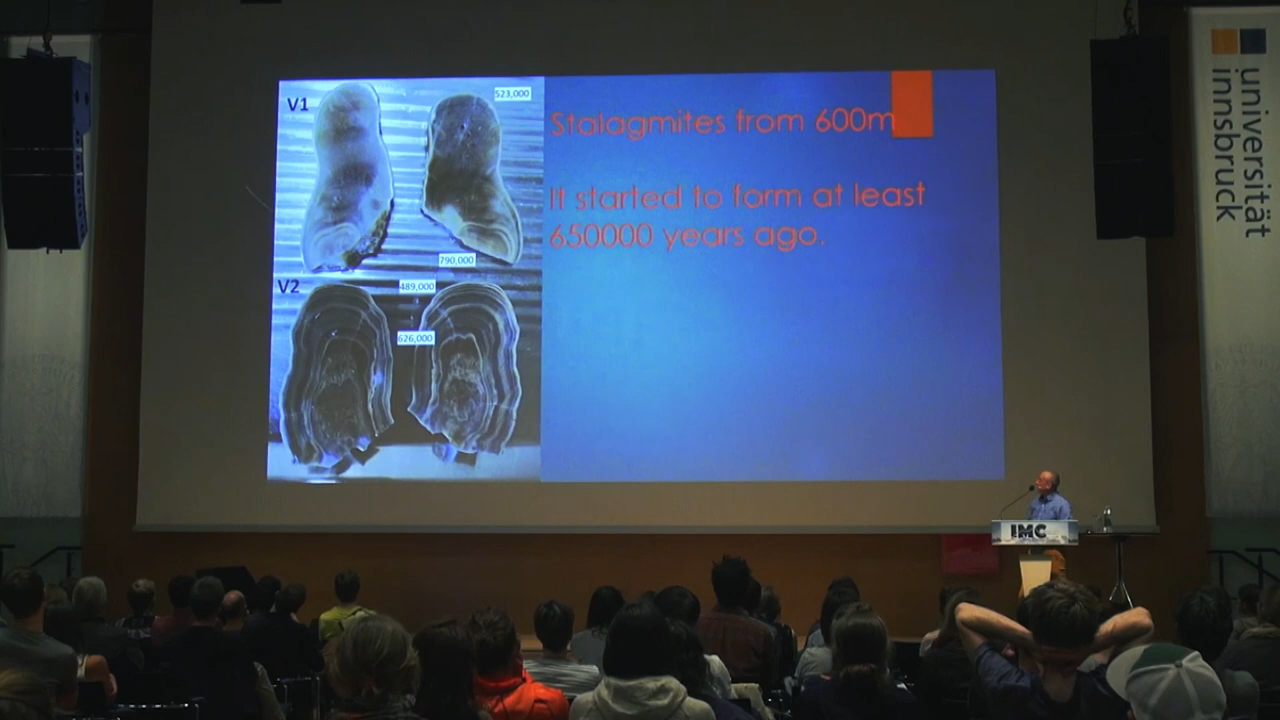 V1
523,000
790,000
V2
489,000
626,000
Stalagmites from 600m
It started to form at least
650000 years ago.
IMC
universität
innsbruck